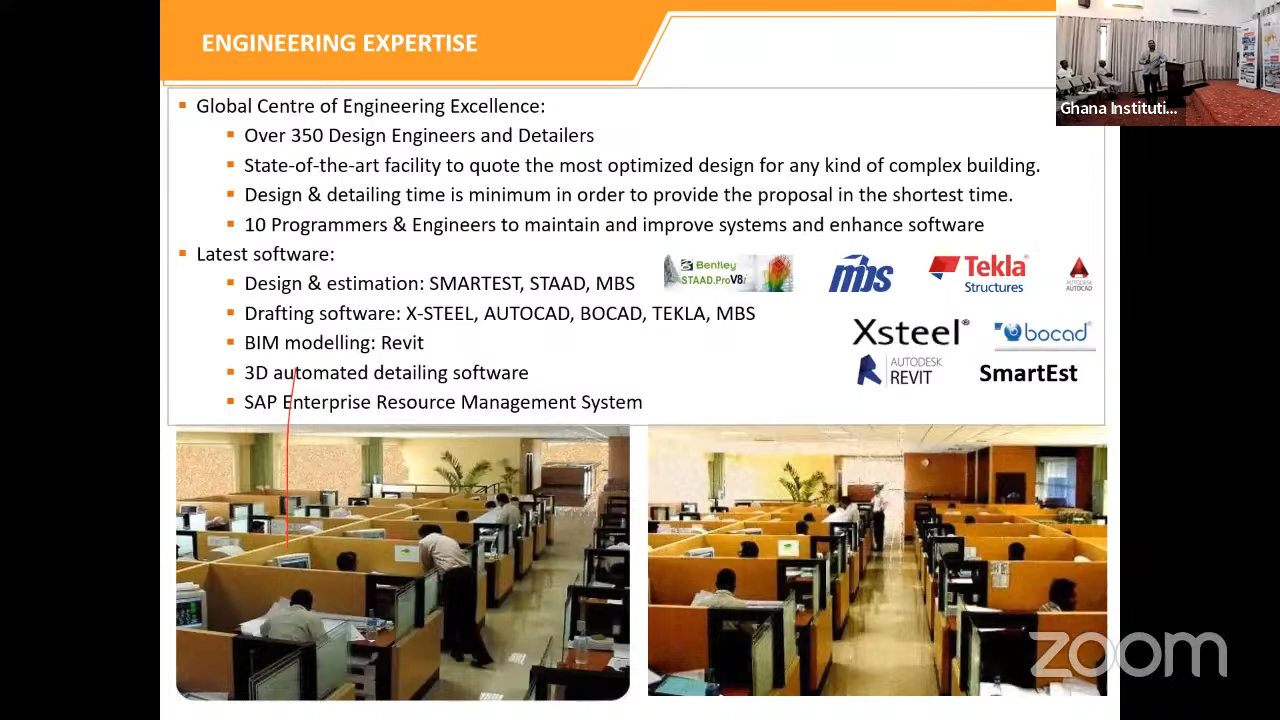 ENGINEERING EXPERTISE
Ghana Instituti...
Global Centre of Engineering Excellence:
Over 350 Design Engineers and Detailers
State-of-the-art facility to quote the most optimized design for any kind of complex building.
Design & detailing time is minimum in order to provide the proposal in the shortest time.
10 Programmers & Engineers to maintain and improve systems and enhance software
Latest software:
Design & estimation: SMARTEST, STAAD, MBS
Drafting software: X-STEEL, AUTOCAD, BOCAD, TEKLA, MBS
BIM modelling: Revit
3D automated detailing software
SAP Enterprise Resource Management System
Bentley
STAAD.Pro V8i
mbs
Tekla®
Structures
AUTODESK
AUTOCAD
Xsteel®
bocad
AUTODESK
REVIT
SmartEst
zoom